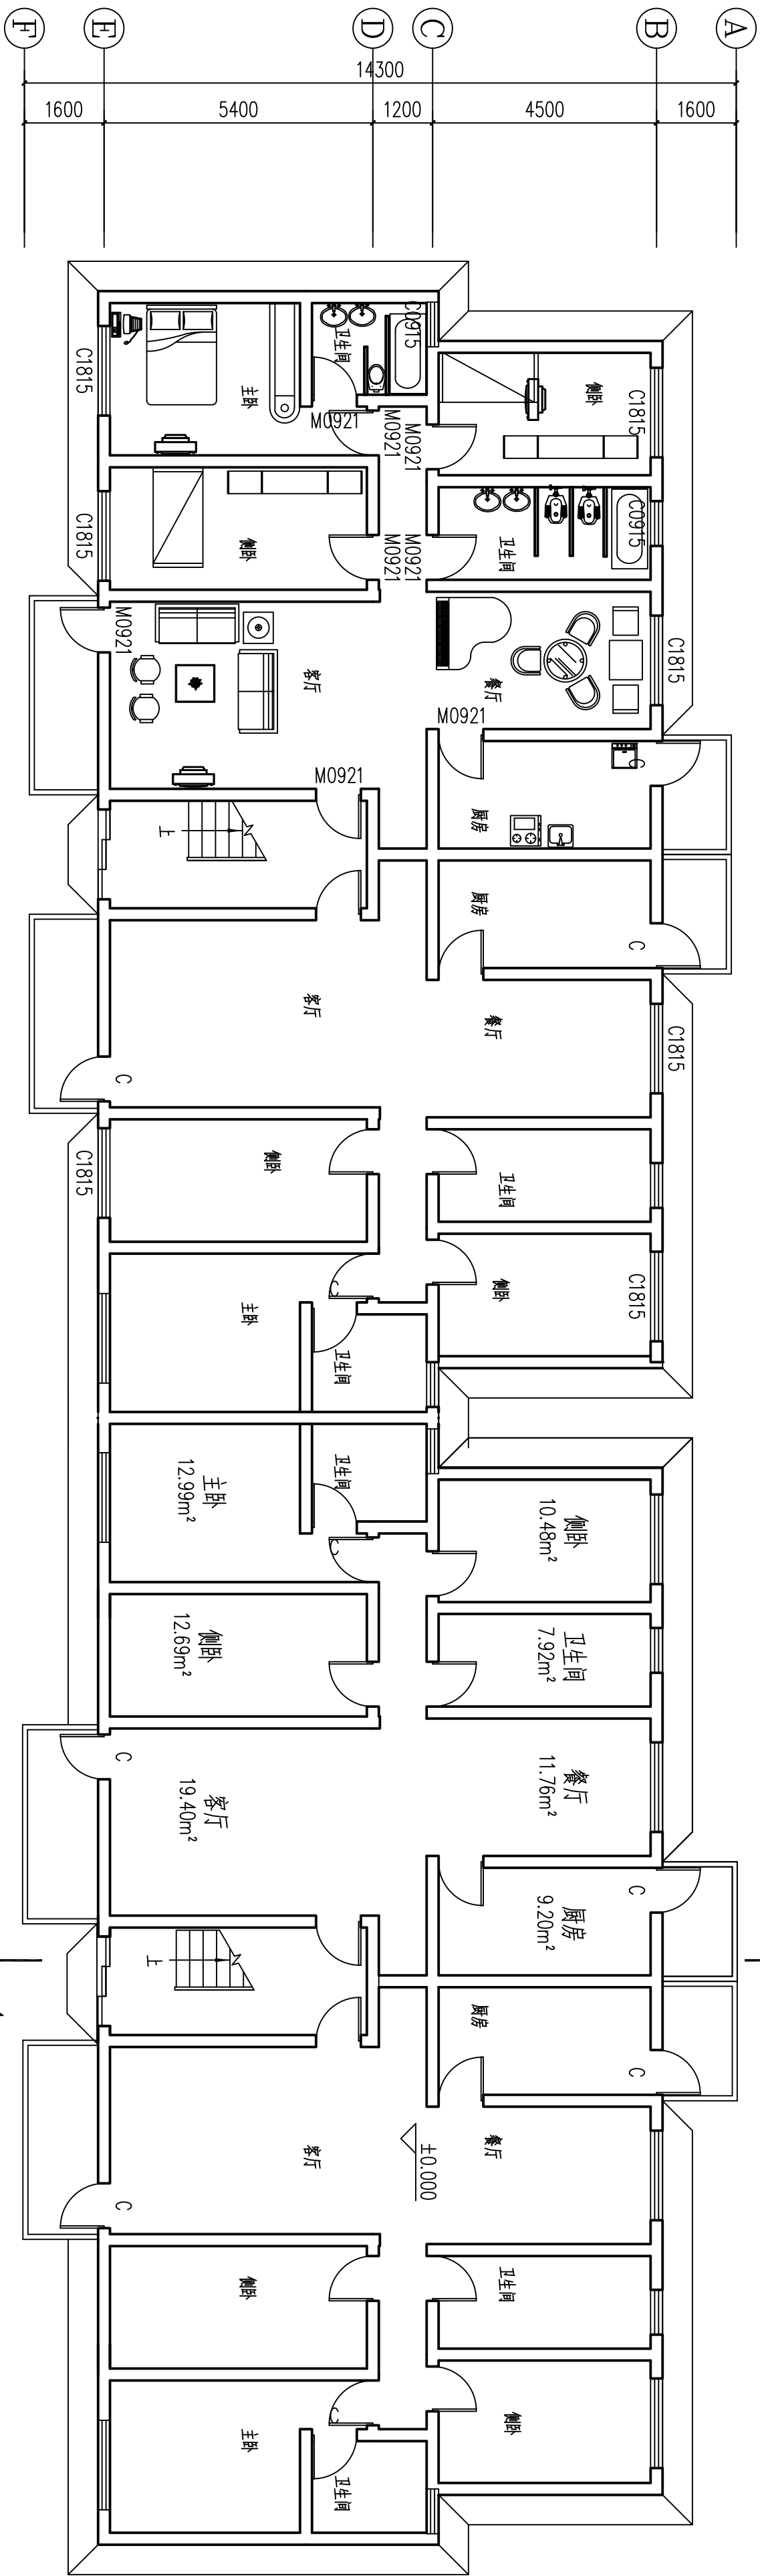 F
E
D
C
B
A
14300
1600
5400
1200
4500
1600
C0915
卫生间
C1815
主卧
侧卧
C1815
M0921
M0921
M0921
C1815
侧卧
M0921
M0921
卫生间
C0915
M0921
客厅
餐厅
C1815
M0921
M0921
C
厨房
上
厨房
C
客厅
餐厅
C1815
C
C1815
侧卧
卫生间
C
主卧
侧卧
C1815
卫生间
卫生间
主卧
12.99m²
C
侧卧
10.48m²
侧卧
12.69m²
卫生间
7.92m²
C
客厅
19.40m²
餐厅
11.76m²
C
厨房
9.20m²
上
厨房
C
客厅
±0.000
餐厅
C
侧卧
卫生间
C
主卧
侧卧
卫生间